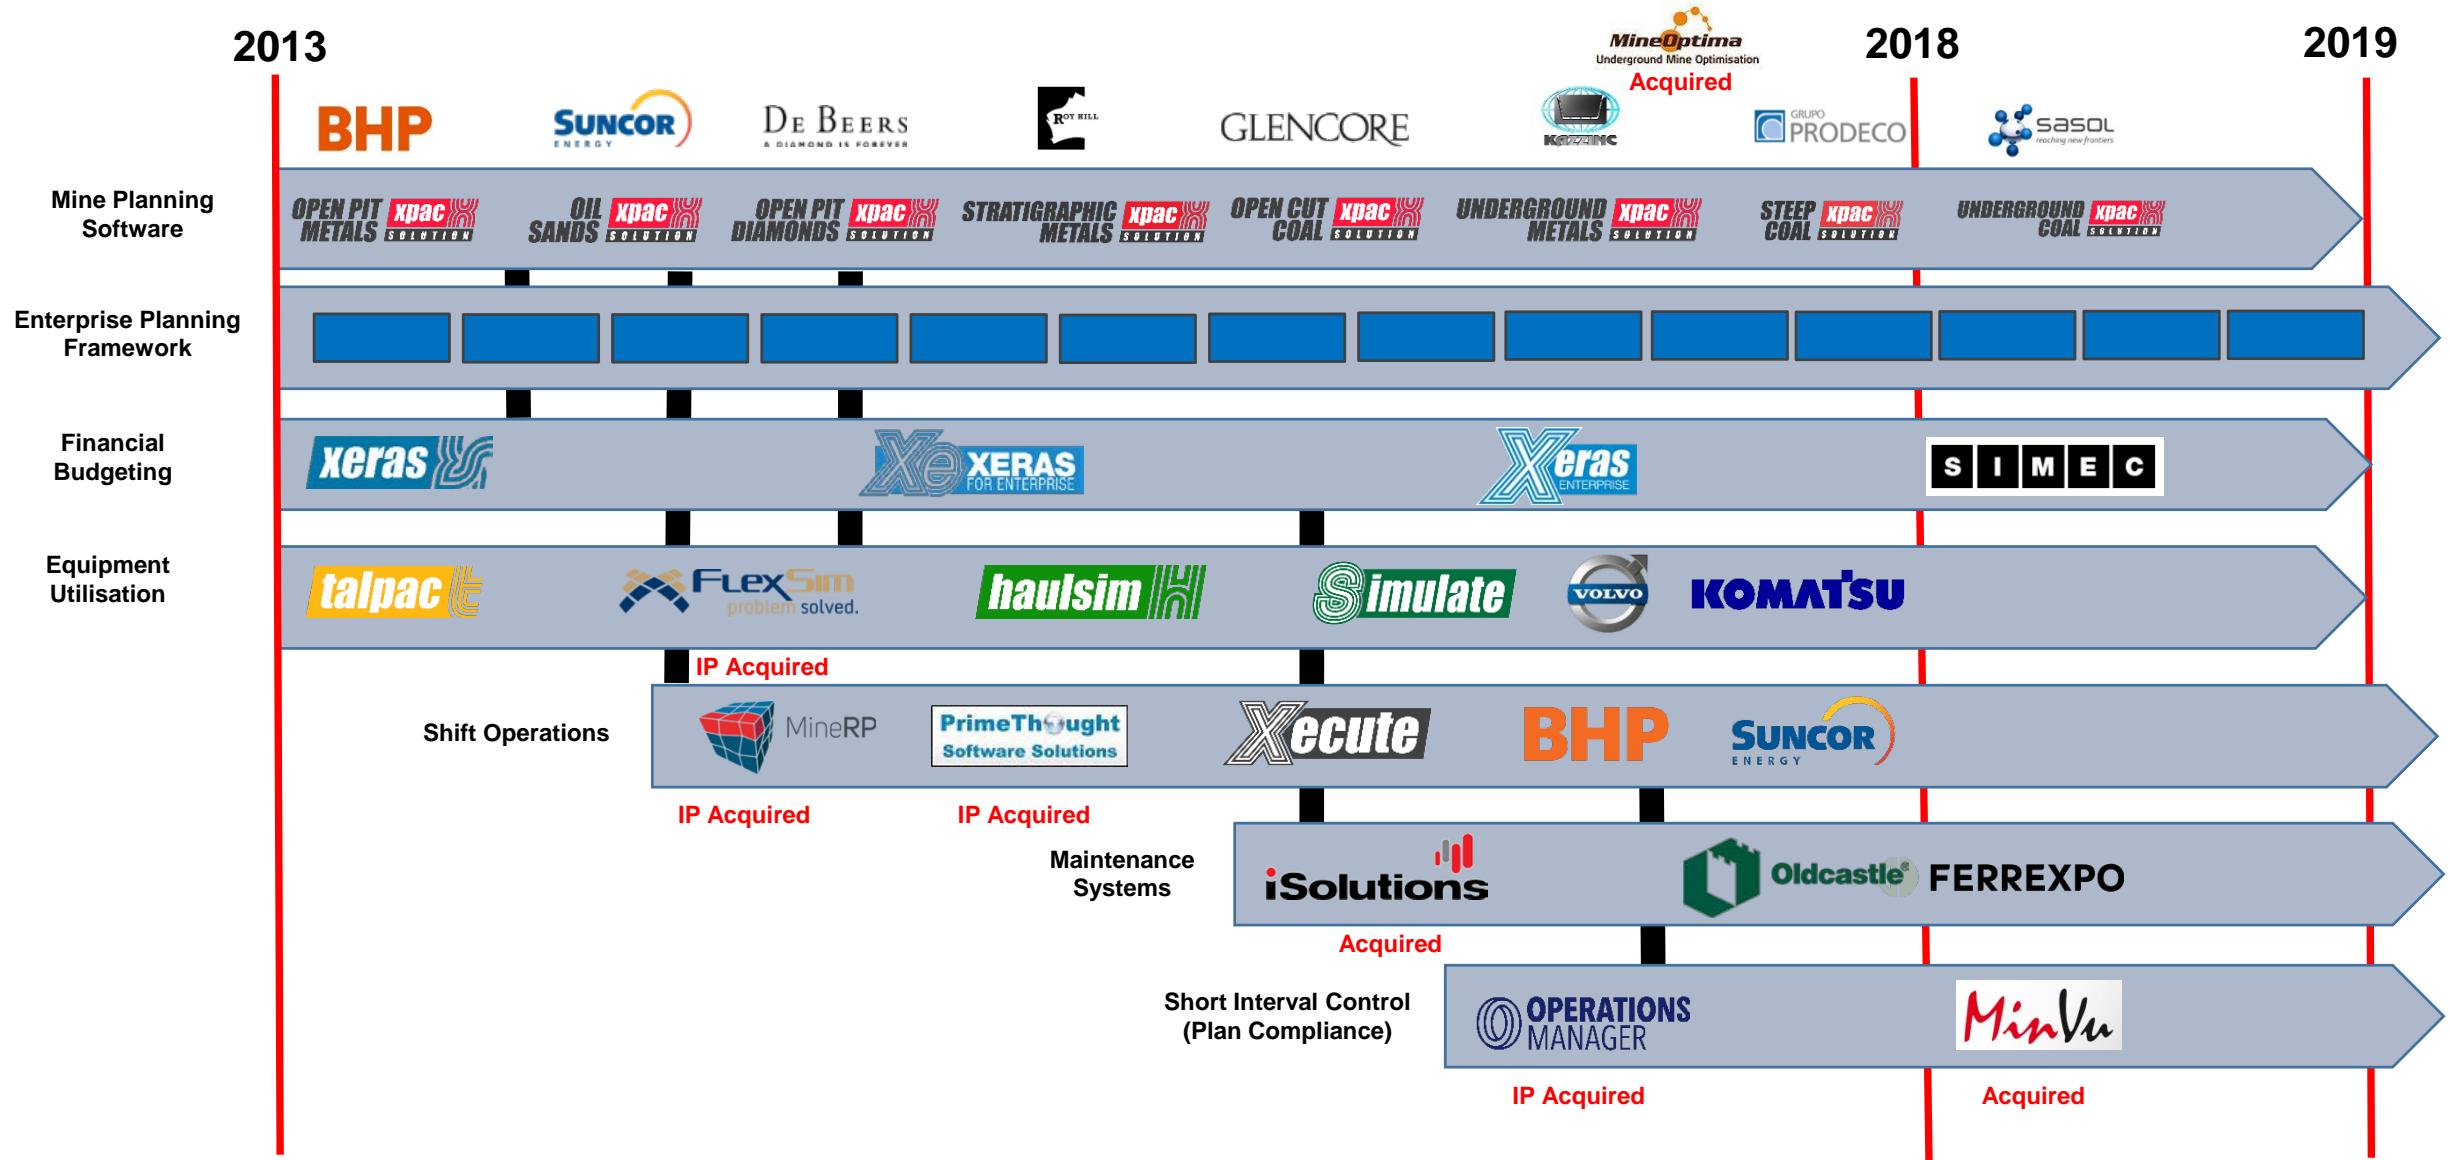 2013
2018
2019
MineOptima
Underground Mine Optimisation
Acquired
BHP
SUNCOR
ENERGY
DE BEERS
A DIAMOND IS FOREVER
ROY HILL
GLENCORE
KAZZINC
GRUPO
PRODECO
sasol
reaching new frontiers
Mine Planning
Software
OPEN PIT
METALS
xpac
SOLUTION
OIL
SANDS
xpac
SOLUTION
OPEN PIT
DIAMONDS
xpac
SOLUTION
STRATIGRAPHIC
METALS
xpac
SOLUTION
OPEN CUT
COAL
xpac
SOLUTION
UNDERGROUND
METALS
xpac
SOLUTION
STEEP
COAL
xpac
SOLUTION
UNDERGROUND
COAL
xpac
SOLUTION
Enterprise Planning
Framework
Financial
Budgeting
xeras
Xe XERAS
FOR ENTERPRISE
Xeras
ENTERPRISE
SIMEC
Equipment
Utilisation
talpac
FLEXSIM
problem solved.
haulsim
Simulate
VOLVO
KOMATSU
IP Acquired
Shift Operations
MineRP
PrimeThought
Software Solutions
Xecute
BHP
SUNCOR
ENERGY
IP Acquired
IP Acquired
Maintenance
Systems
iSolutions
Oldcastle
FERREXPO
Acquired
Short Interval Control
(Plan Compliance)
OPERATIONS
MANAGER
MinVu
IP Acquired
Acquired